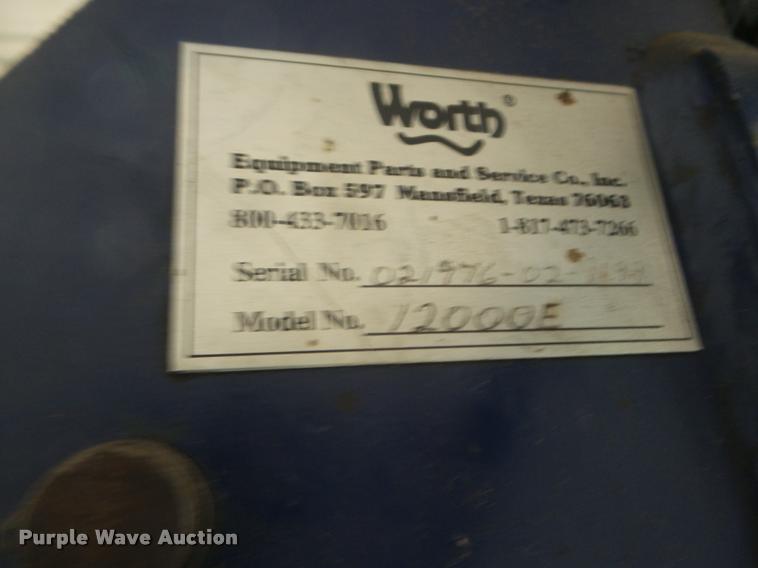 Worth®
Equipment Parts and Service Co., Inc.
P.O. Box 597 Mansfield, Texas 76063
800-433-7016 1-817-473-7266
Serial No.
Model No. 12000E
Purple Wave Auction